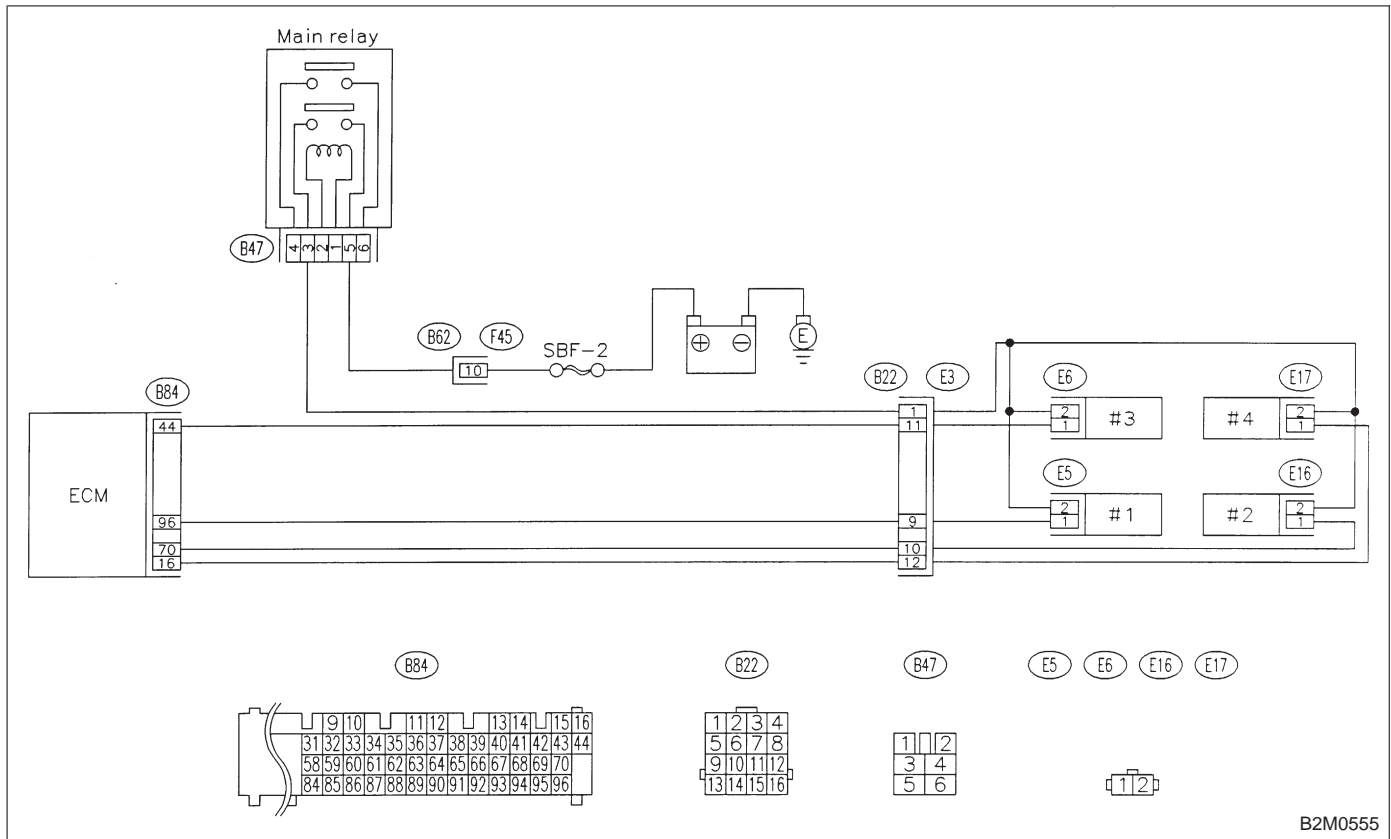 Main relay
B47
4 3 2 1 5 6
B62 F45 SBF-2
10
⊕ ⊖ E
B84 B22 E3 E6 E17
44 1 2 #3 #4 2
11 1 1
ECM
E5 E16
96 9 2 #1 #2 2
1 1
70 10
16 12
B84 B22 B47 E5 E6 E16 E17
9 10 11 12 13 14 15 16
31 32 33 34 35 36 37 38 39 40 41 42 43 44
58 59 60 61 62 63 64 65 66 67 68 69 70
84 85 86 87 88 89 90 91 92 93 94 95 96
1 2 3 4
5 6 7 8
9 10 11 12
13 14 15 16
1 2
3 4
5 6
1 2
B2M0555